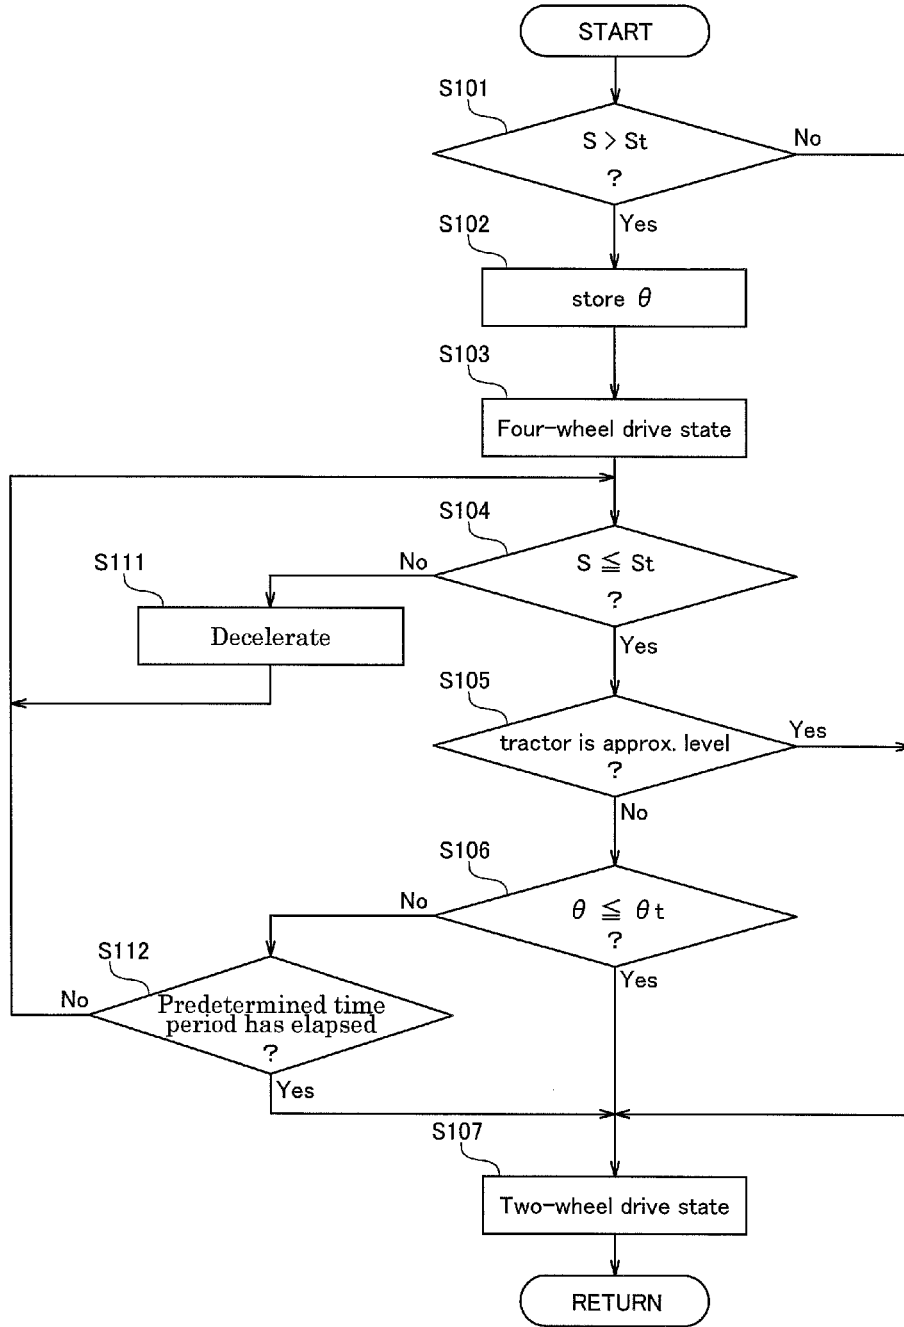 START
S101
S > St
?
No
Yes
S102
store θ
S103
Four-wheel drive state
S104
S ≦ St
?
No
Yes
S111
Decelerate
S105
tractor is approx. level
?
Yes
No
S106
θ ≦ θt
?
No
Yes
S112
Predetermined time
period has elapsed
?
No
Yes
S107
Two-wheel drive state
RETURN